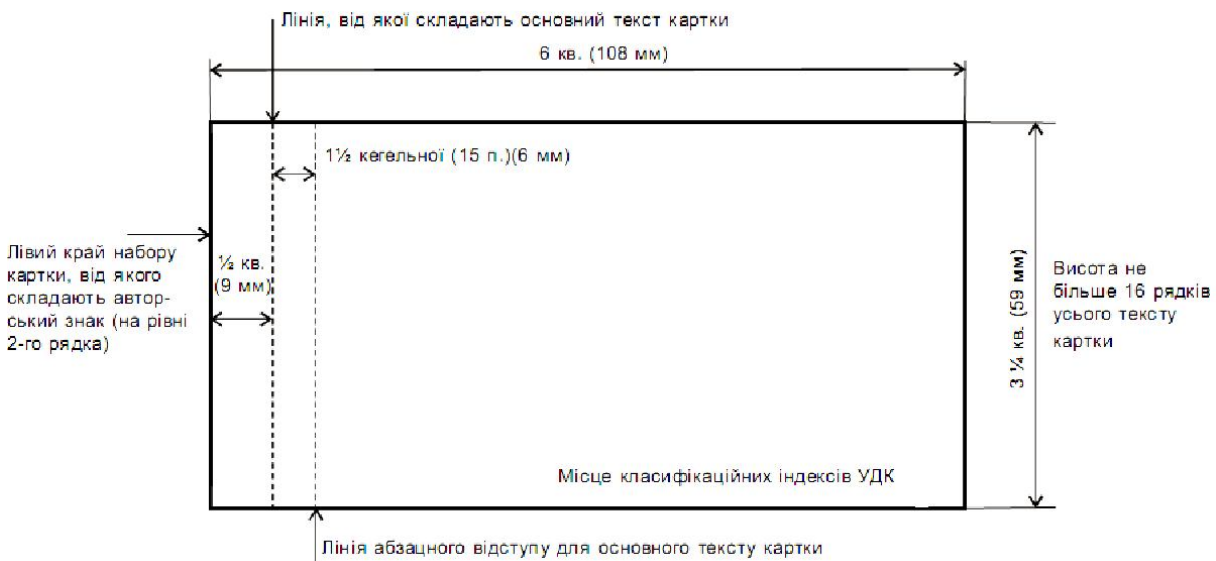 Лінія, від якої складають основний текст картки
6 кв. (108 мм)
1½ кегельної (15 п.)(6 мм)
Лівий край набору
картки, від якого
складають автор-
ський знак (на рівні
2-го рядка)
½ кв.
(9 мм)
3 ¼ кв. (59 мм)
Висота не
більше 16 рядків
усього тексту
картки
Місце класифікаційних індексів УДК
Лінія абзацного відступу для основного тексту картки